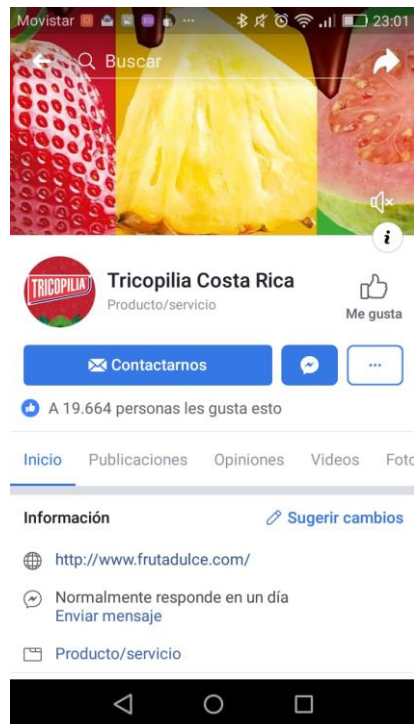 Movistar ... 23:01
Buscar
TRICOPILIA
Tricopilia Costa Rica
Producto/servicio
Me gusta
Contactarnos
...
A 19.664 personas les gusta esto
Inicio Publicaciones Opiniones Videos Foto
Información Sugerir cambios
http://www.frutadulce.com/
Normalmente responde en un día
Enviar mensaje
Producto/servicio